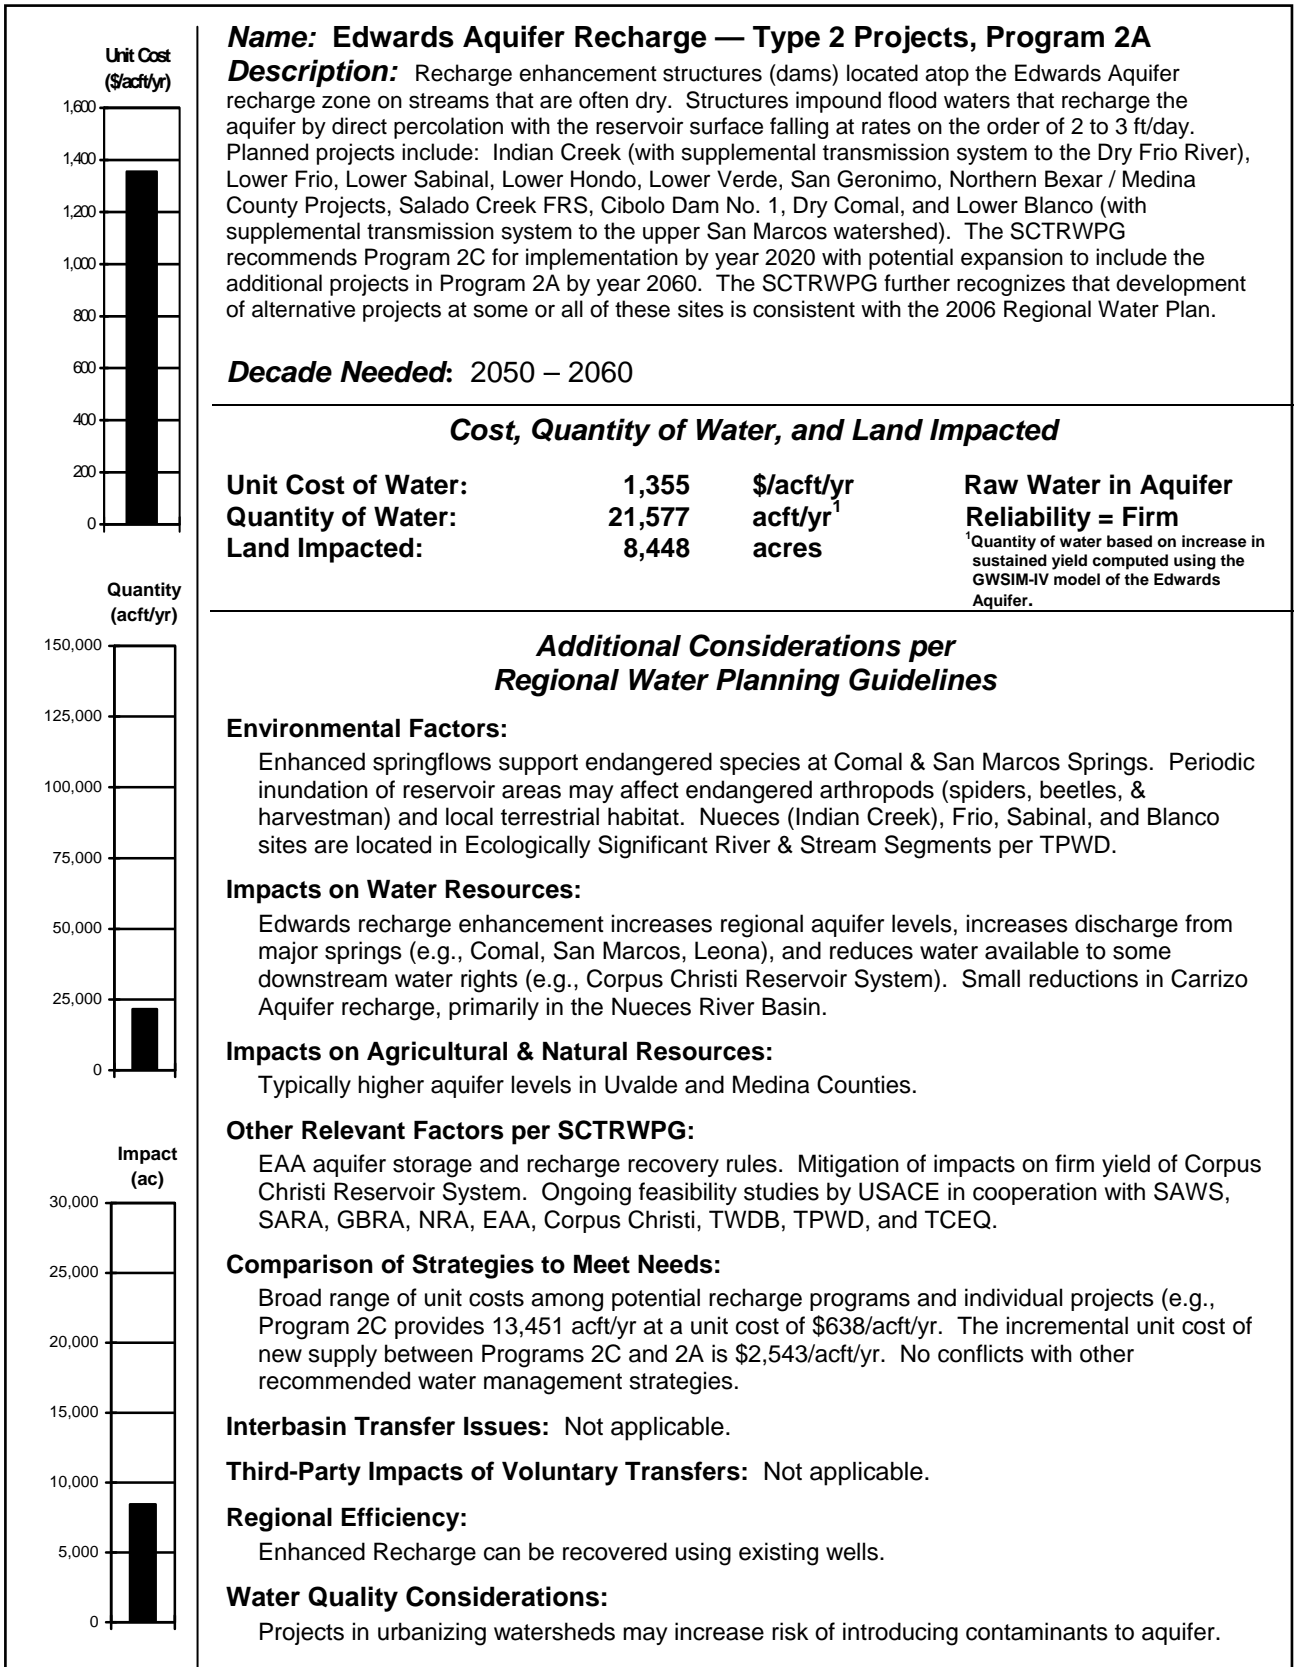 Unit Cost
($/acft/yr)
1,600
1,400
1,200
1,000
800
600
400
200
0
Quantity
(acft/yr)
150,000
125,000
100,000
75,000
50,000
25,000
0
Impact
(ac)
30,000
25,000
20,000
15,000
10,000
5,000
0
Name: Edwards Aquifer Recharge — Type 2 Projects, Program 2A
Description: Recharge enhancement structures (dams) located atop the Edwards Aquifer
recharge zone on streams that are often dry. Structures impound flood waters that recharge the
aquifer by direct percolation with the reservoir surface falling at rates on the order of 2 to 3 ft/day.
Planned projects include: Indian Creek (with supplemental transmission system to the Dry Frio River),
Lower Frio, Lower Sabinal, Lower Hondo, Lower Verde, San Geronimo, Northern Bexar / Medina
County Projects, Salado Creek FRS, Cibolo Dam No. 1, Dry Comal, and Lower Blanco (with
supplemental transmission system to the upper San Marcos watershed). The SCTRWPG
recommends Program 2C for implementation by year 2020 with potential expansion to include the
additional projects in Program 2A by year 2060. The SCTRWPG further recognizes that development
of alternative projects at some or all of these sites is consistent with the 2006 Regional Water Plan.
Decade Needed: 2050 – 2060
Cost, Quantity of Water, and Land Impacted
Unit Cost of Water: 1,355 $/acft/yr Raw Water in Aquifer
Quantity of Water: 21,577 acft/yr1 Reliability = Firm
Land Impacted: 8,448 acres
1Quantity of water based on increase in
sustained yield computed using the
GWSIM-IV model of the Edwards
Aquifer.
Additional Considerations per
Regional Water Planning Guidelines
Environmental Factors:
Enhanced springflows support endangered species at Comal & San Marcos Springs. Periodic
inundation of reservoir areas may affect endangered arthropods (spiders, beetles, &
harvestman) and local terrestrial habitat. Nueces (Indian Creek), Frio, Sabinal, and Blanco
sites are located in Ecologically Significant River & Stream Segments per TPWD.
Impacts on Water Resources:
Edwards recharge enhancement increases regional aquifer levels, increases discharge from
major springs (e.g., Comal, San Marcos, Leona), and reduces water available to some
downstream water rights (e.g., Corpus Christi Reservoir System). Small reductions in Carrizo
Aquifer recharge, primarily in the Nueces River Basin.
Impacts on Agricultural & Natural Resources:
Typically higher aquifer levels in Uvalde and Medina Counties.
Other Relevant Factors per SCTRWPG:
EAA aquifer storage and recharge recovery rules. Mitigation of impacts on firm yield of Corpus
Christi Reservoir System. Ongoing feasibility studies by USACE in cooperation with SAWS,
SARA, GBRA, NRA, EAA, Corpus Christi, TWDB, TPWD, and TCEQ.
Comparison of Strategies to Meet Needs:
Broad range of unit costs among potential recharge programs and individual projects (e.g.,
Program 2C provides 13,451 acft/yr at a unit cost of $638/acft/yr. The incremental unit cost of
new supply between Programs 2C and 2A is $2,543/acft/yr. No conflicts with other
recommended water management strategies.
Interbasin Transfer Issues: Not applicable.
Third-Party Impacts of Voluntary Transfers: Not applicable.
Regional Efficiency:
Enhanced Recharge can be recovered using existing wells.
Water Quality Considerations:
Projects in urbanizing watersheds may increase risk of introducing contaminants to aquifer.